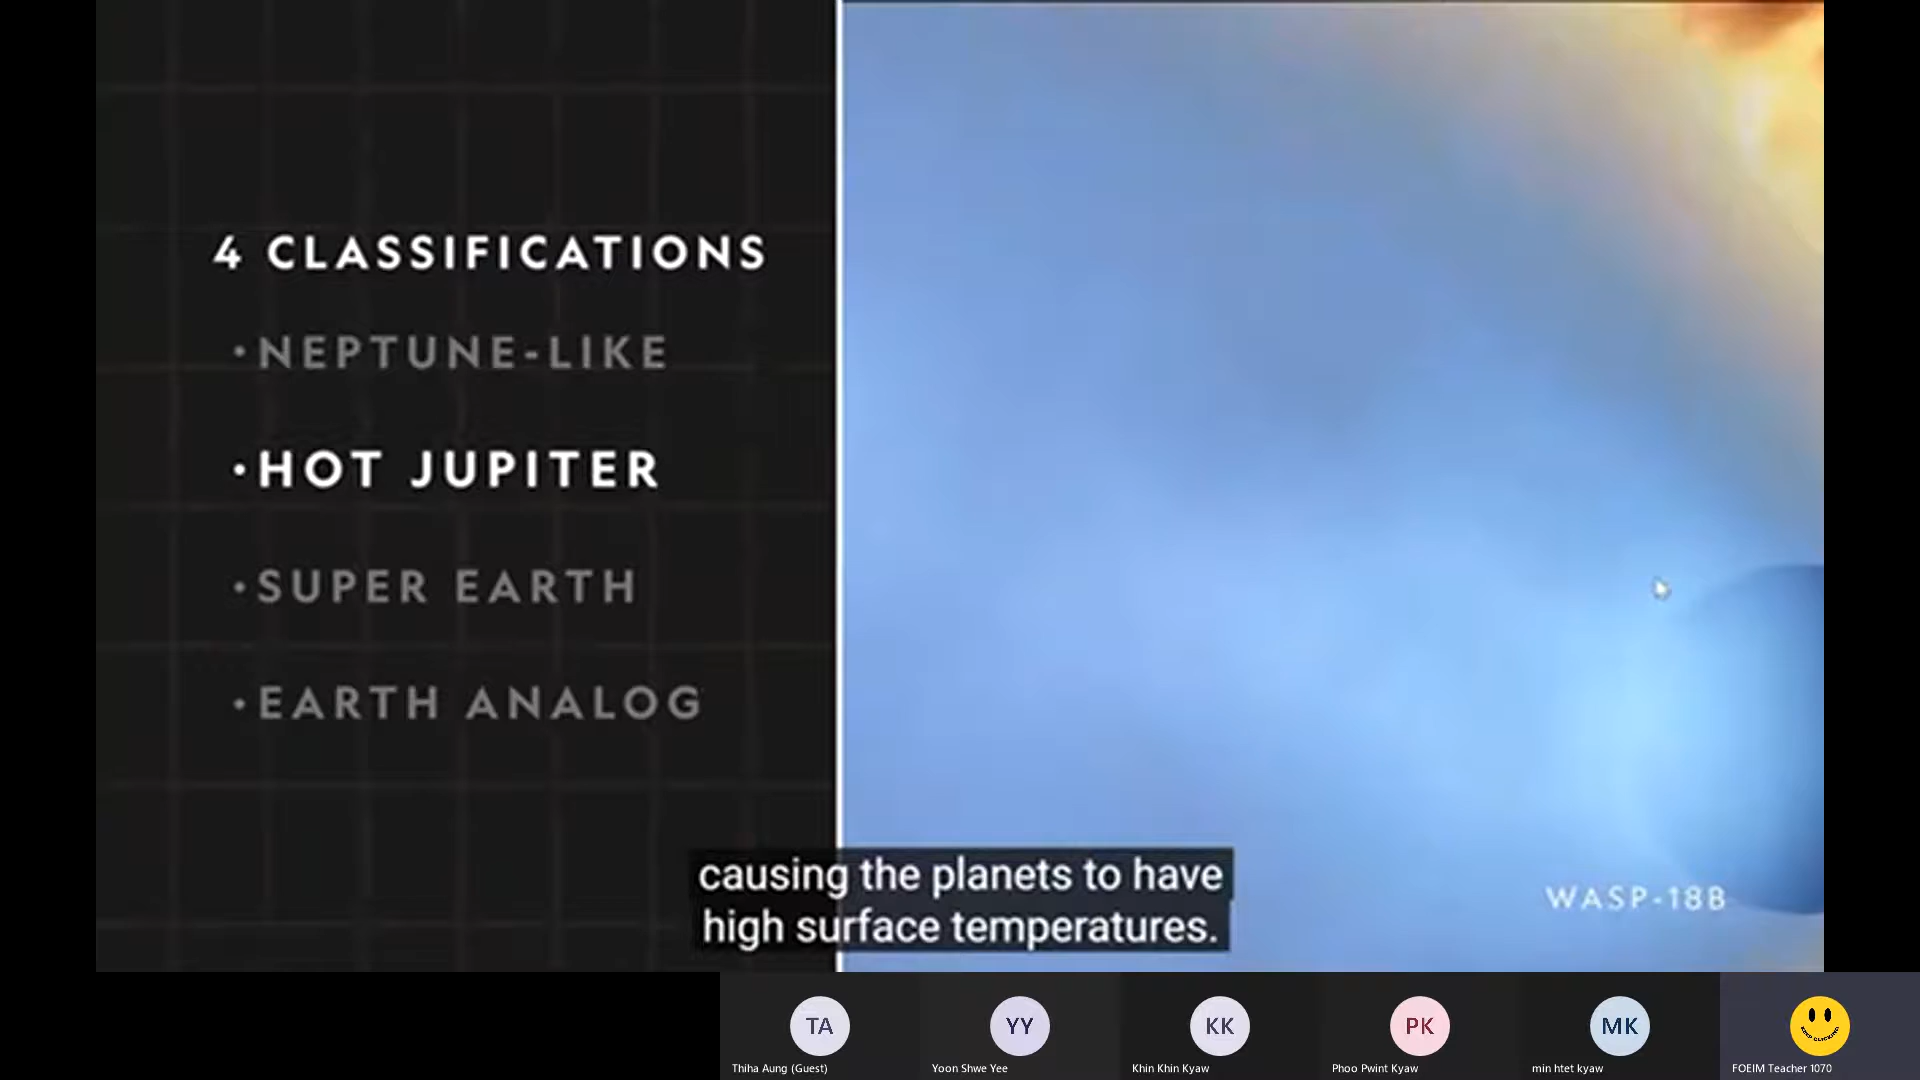 4 CLASSIFICATIONS
• NEPTUNE-LIKE
• HOT JUPITER
• SUPER EARTH
• EARTH ANALOG
WASP-18B
causing the planets to have
high surface temperatures.
TA
YY
KK
PK
MK
Thiha Aung (Guest)
Yoon Shwe Yee
Khin Khin Kyaw
Phoo Pwint Kyaw
min htet kyaw
FOEIM Teacher 1070